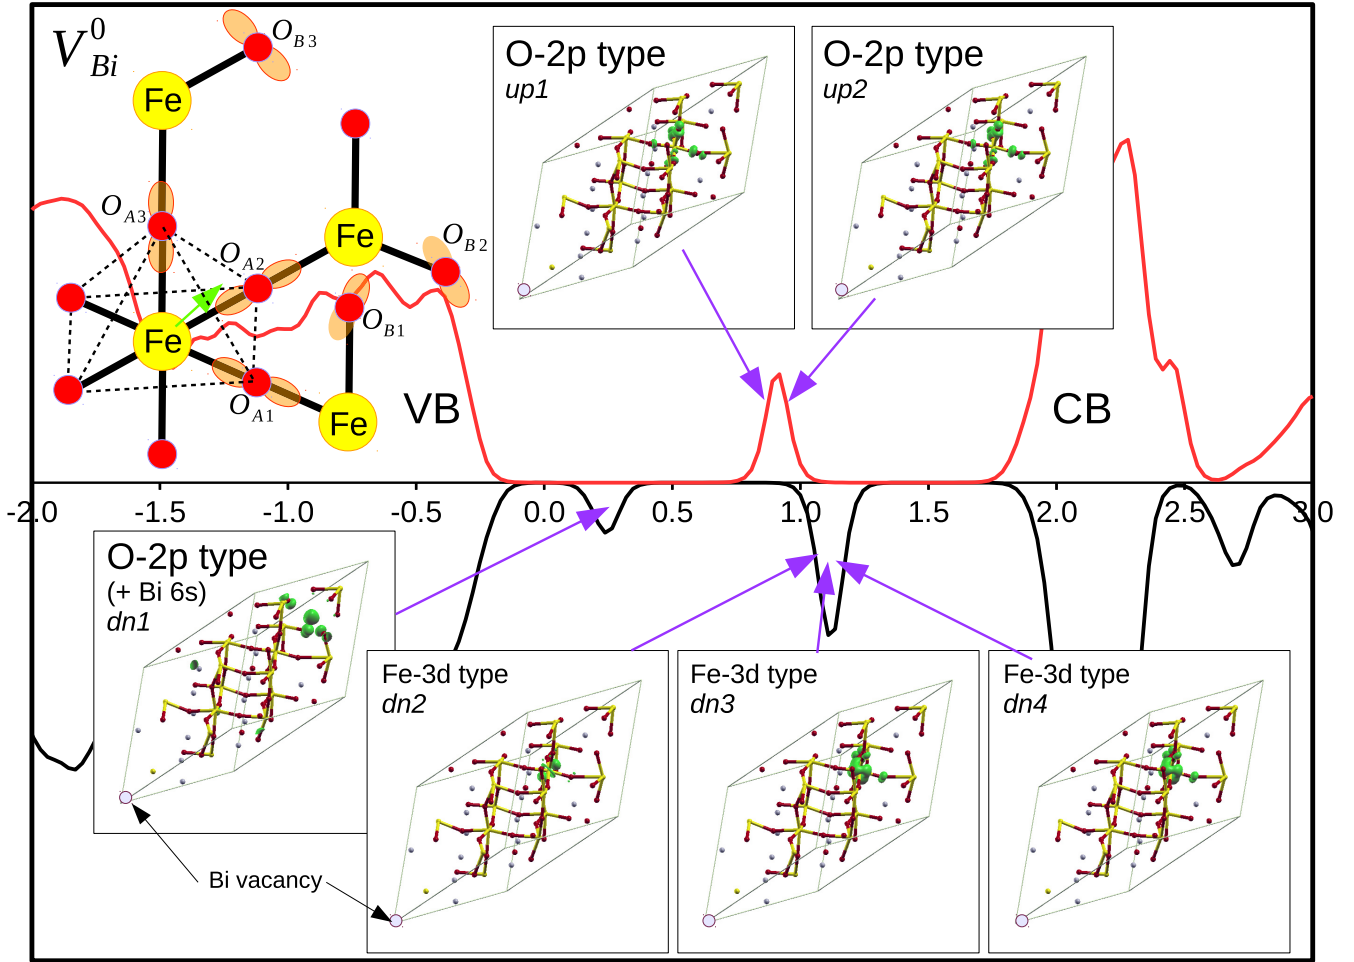 V⁰_Bi
O_B3
Fe
O_A3
O_A2
Fe
O_B2
Fe
O_B1
O_A1
Fe
VB
CB
O-2p type
up1
O-2p type
up2
-2.0 -1.5 -1.0 -0.5 0.0 0.5 1.0 1.5 2.0 2.5 3.0
O-2p type
(+ Bi 6s)
dn1
Fe-3d type
dn2
Fe-3d type
dn3
Fe-3d type
dn4
Bi vacancy